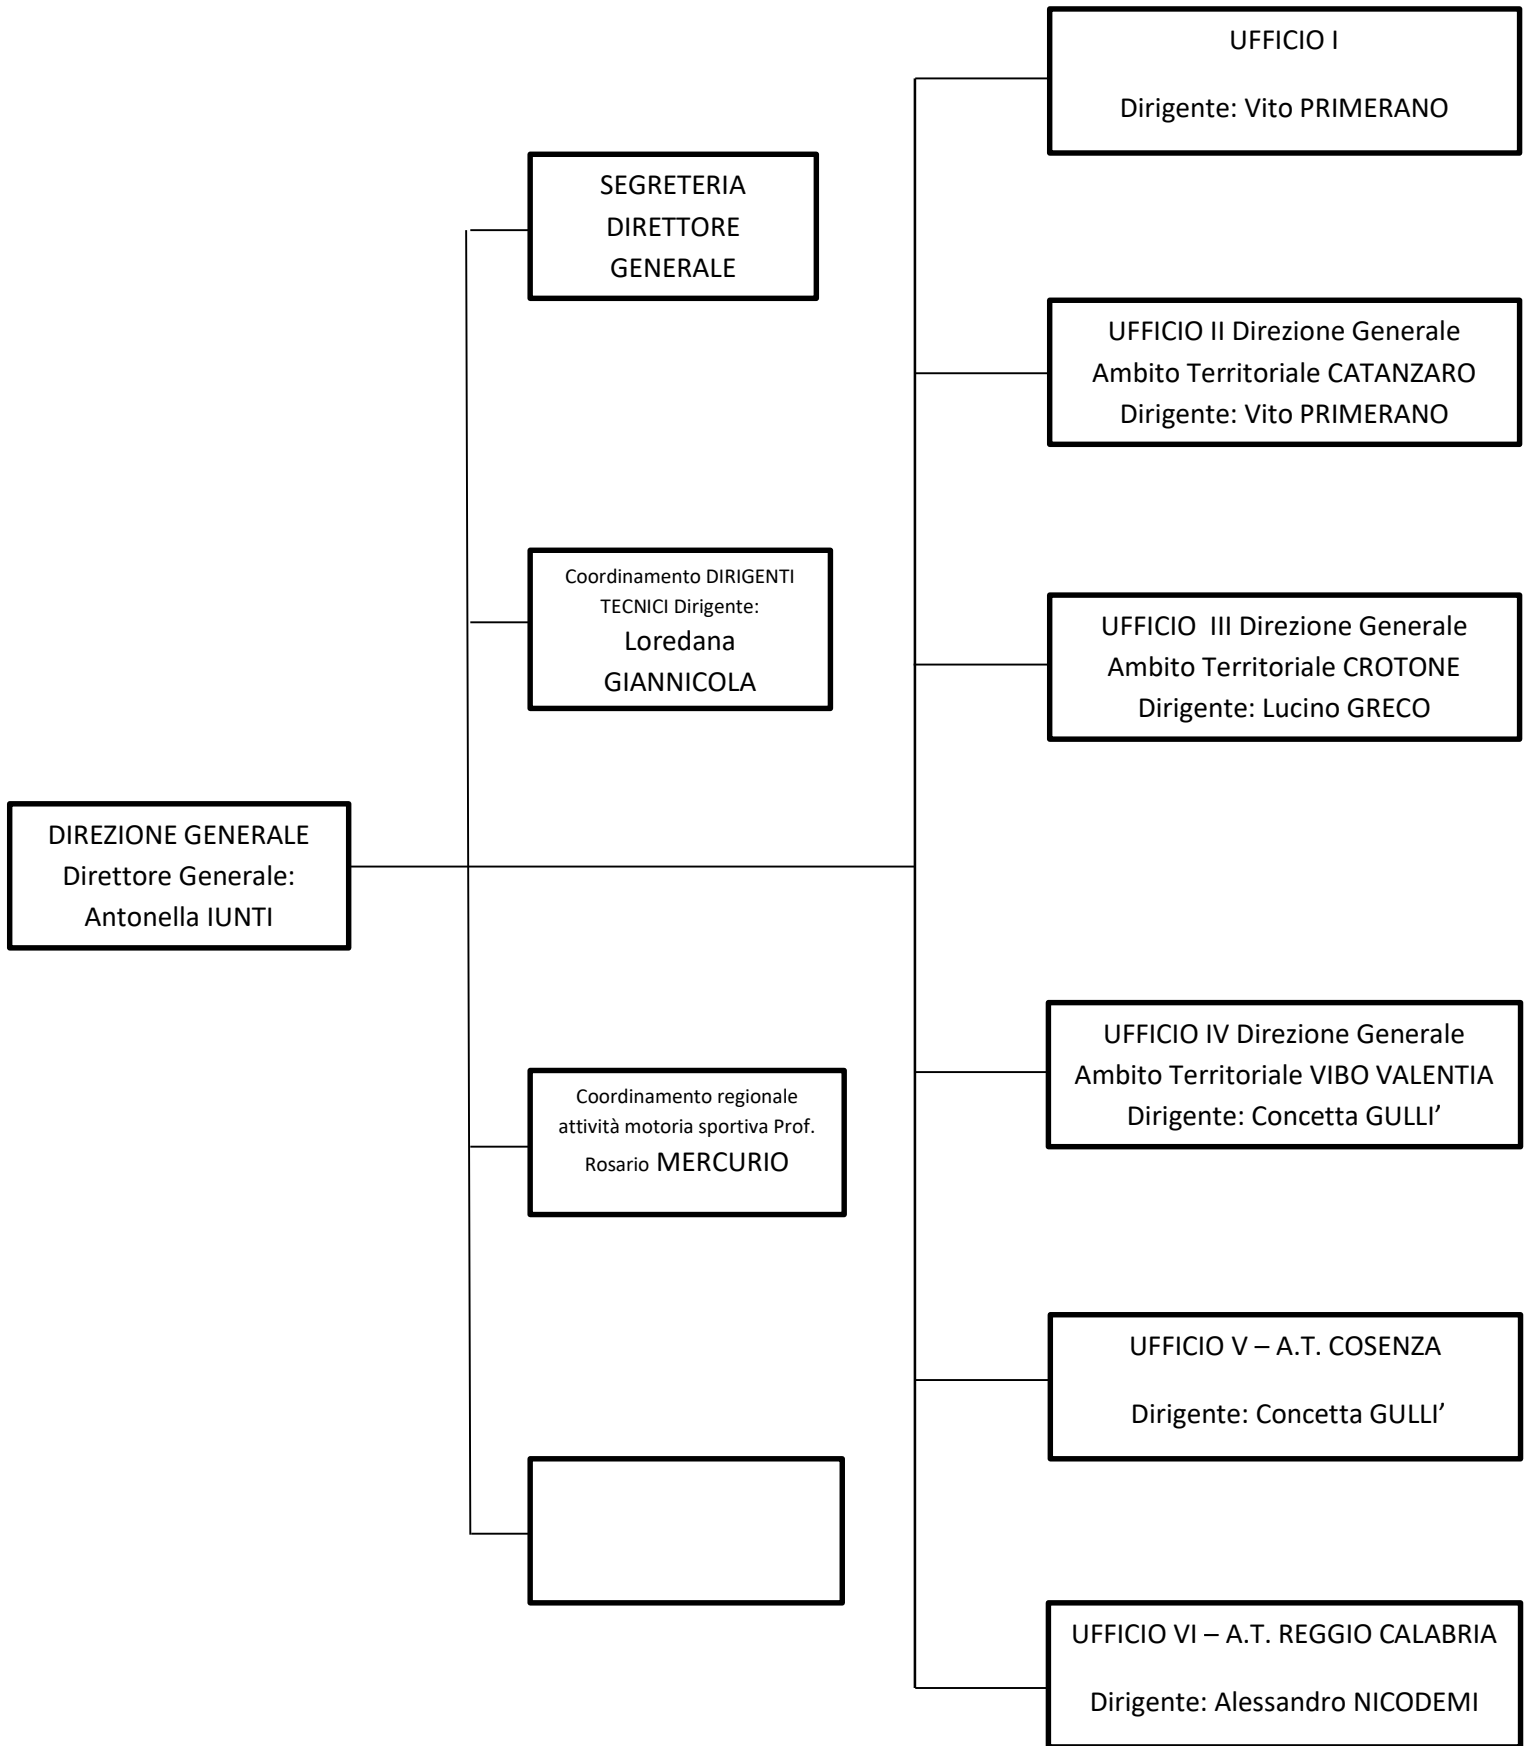 UFFICIO I
Dirigente: Vito PRIMERANO
SEGRETERIA
DIRETTORE
GENERALE
UFFICIO II Direzione Generale
Ambito Territoriale CATANZARO
Dirigente: Vito PRIMERANO
Coordinamento DIRIGENTI
TECNICI Dirigente:
Loredana
GIANNICOLA
UFFICIO  III Direzione Generale
Ambito Territoriale CROTONE
Dirigente: Lucino GRECO
DIREZIONE GENERALE
Direttore Generale:
Antonella IUNTI
UFFICIO IV Direzione Generale
Ambito Territoriale VIBO VALENTIA
Dirigente: Concetta GULLI’
Coordinamento regionale
attività motoria sportiva Prof.
Rosario MERCURIO
UFFICIO V – A.T. COSENZA
Dirigente: Concetta GULLI’
UFFICIO VI – A.T. REGGIO CALABRIA
Dirigente: Alessandro NICODEMI